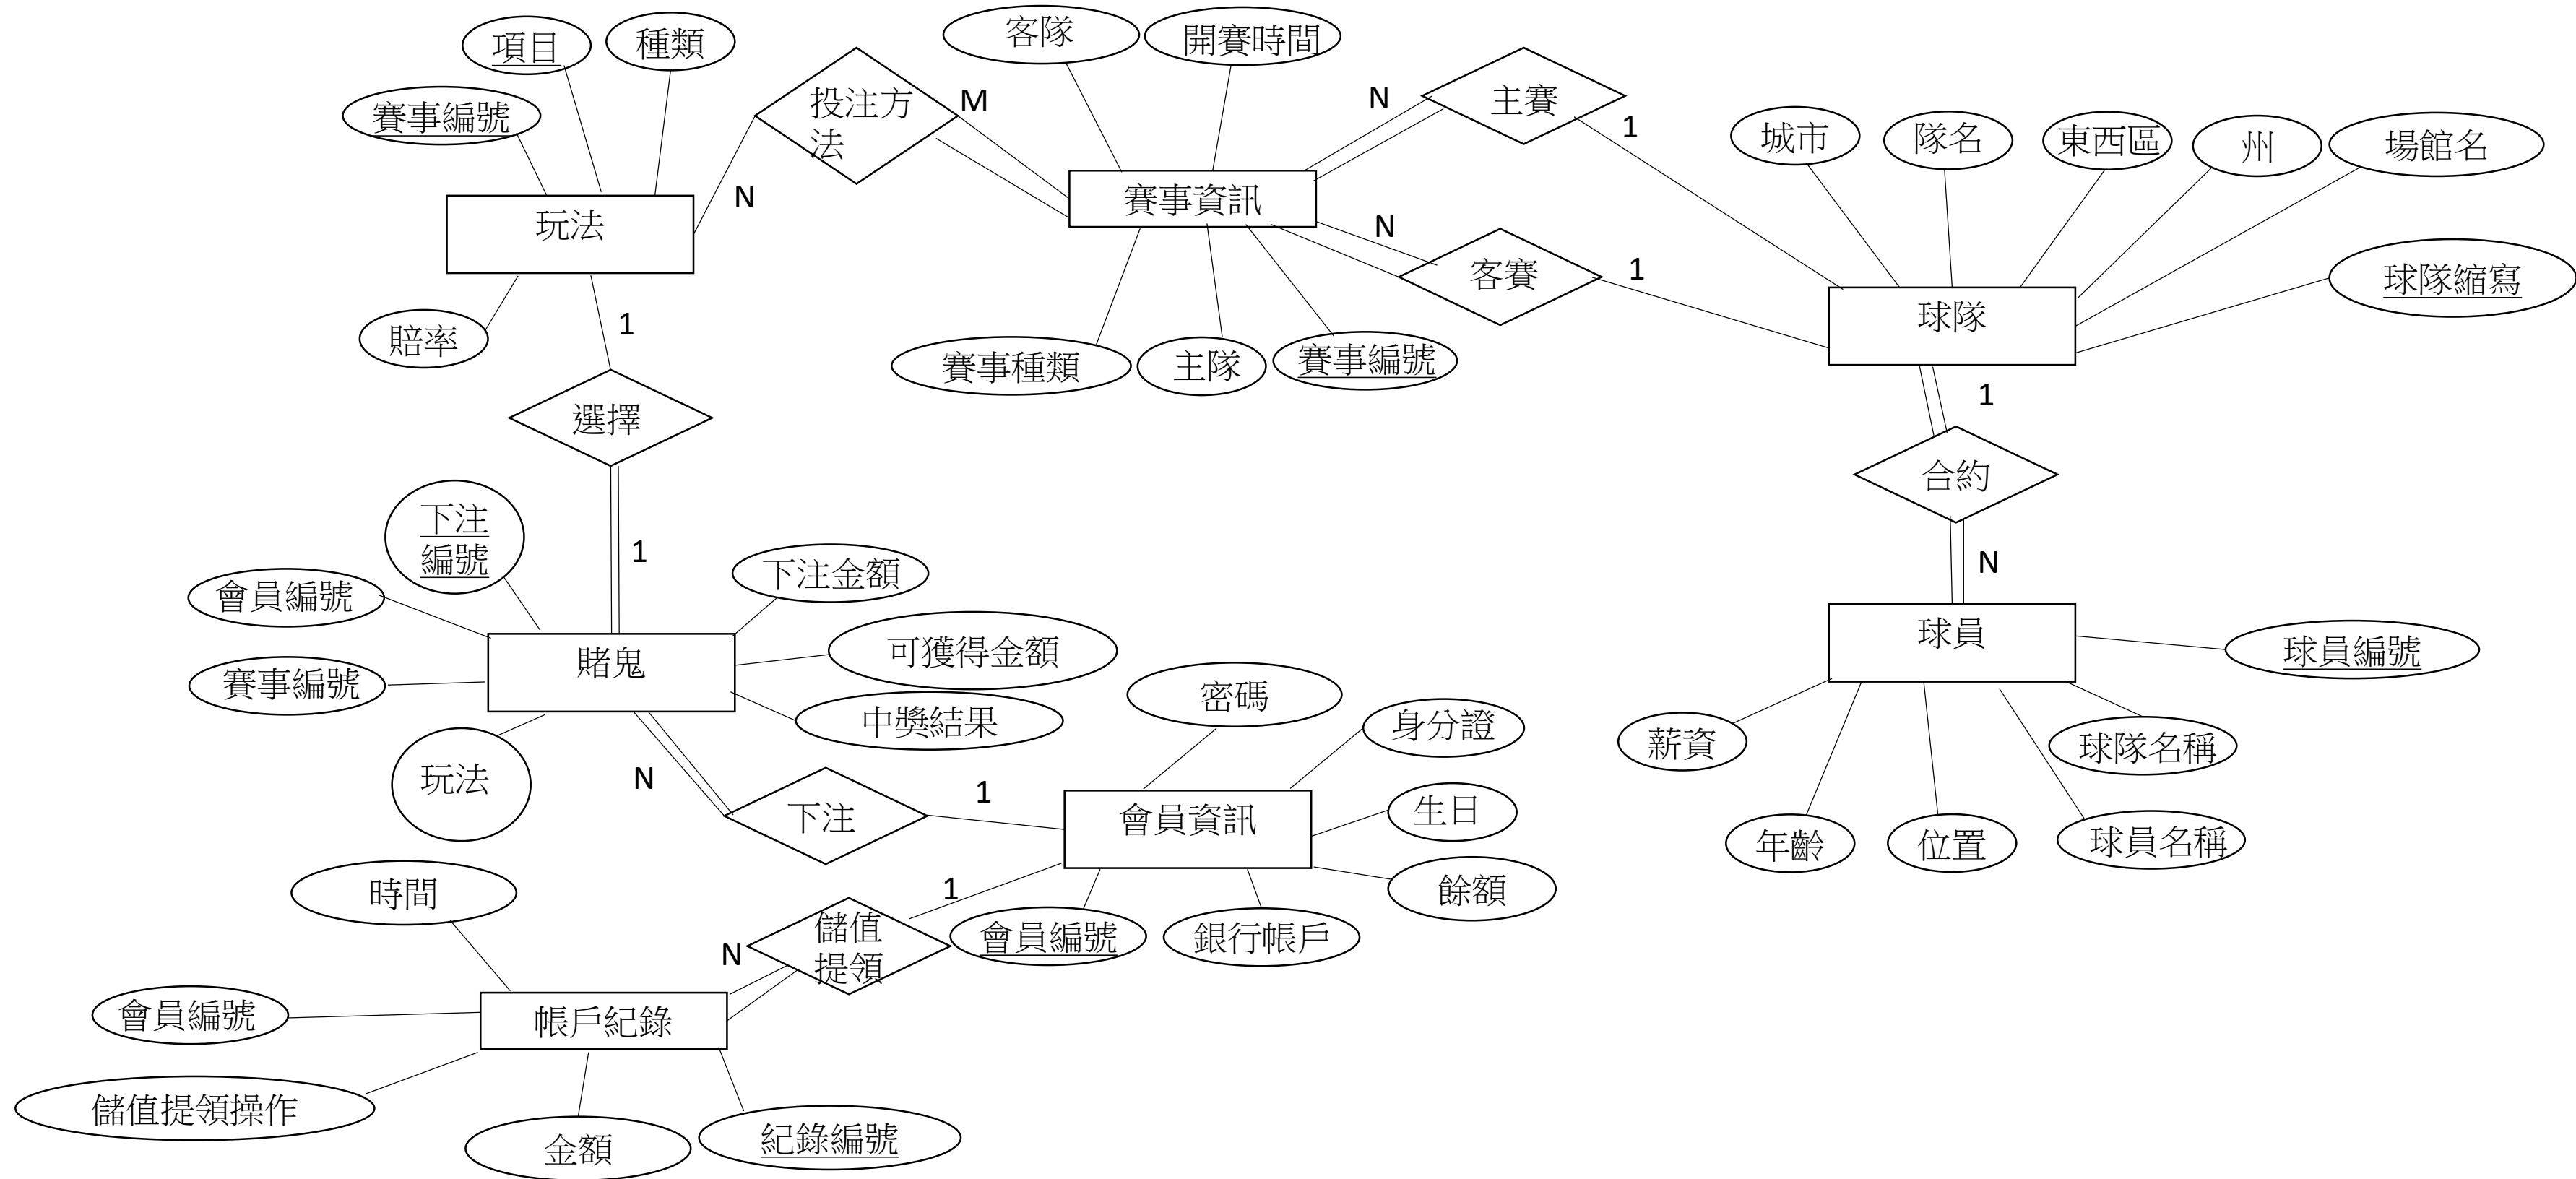 項目
種類
賽事編號
玩法
賠率
投注方
法
M
N
客隊
開賽時間
賽事資訊
賽事種類
主隊
賽事編號
N
主賽
1
N
客賽
1
城市
隊名
東西區
州
場館名
球隊縮寫
球隊
1
合約
N
球員
球員編號
薪資
年齡
位置
球員名稱
球隊名稱
1
選擇
1
下注
編號
會員編號
賽事編號
玩法
賭鬼
下注金額
可獲得金額
中獎結果
N
下注
1
密碼
身分證
生日
餘額
會員資訊
會員編號
銀行帳戶
1
儲值
提領
N
時間
會員編號
帳戶紀錄
儲值提領操作
金額
紀錄編號